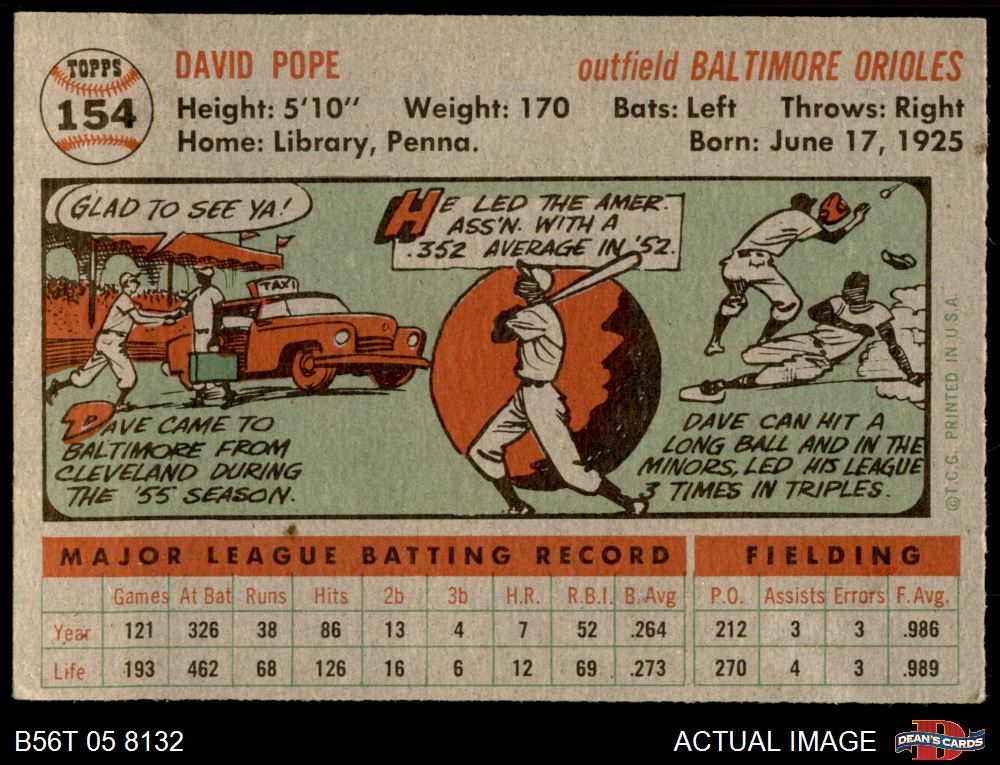 TOPPS
154
DAVID POPE
outfield BALTIMORE ORIOLES
Height: 5'10" Weight: 170 Bats: Left Throws: Right
Home: Library, Penna. Born: June 17, 1925
GLAD TO SEE YA!
TAXI
DAVE CAME TO
BALTIMORE FROM
CLEVELAND DURING
THE '55 SEASON.
HE LED THE AMER.
ASS'N. WITH A
.352 AVERAGE IN '52.
DAVE CAN HIT A
LONG BALL AND IN THE
MINORS, LED HIS LEAGUE
3 TIMES IN TRIPLES.
©T.C.G. PRINTED IN U.S.A.
MAJOR LEAGUE BATTING RECORD FIELDING
Games At Bat Runs Hits 2b 3b H.R. R.B.I. B. Avg P.O. Assists Errors F. Avg.
Year 121 326 38 86 13 4 7 52 .264 212 3 3 .986
Life 193 462 68 126 16 6 12 69 .273 270 4 3 .989
B56T 05 8132
ACTUAL IMAGE
DEAN'S CARDS